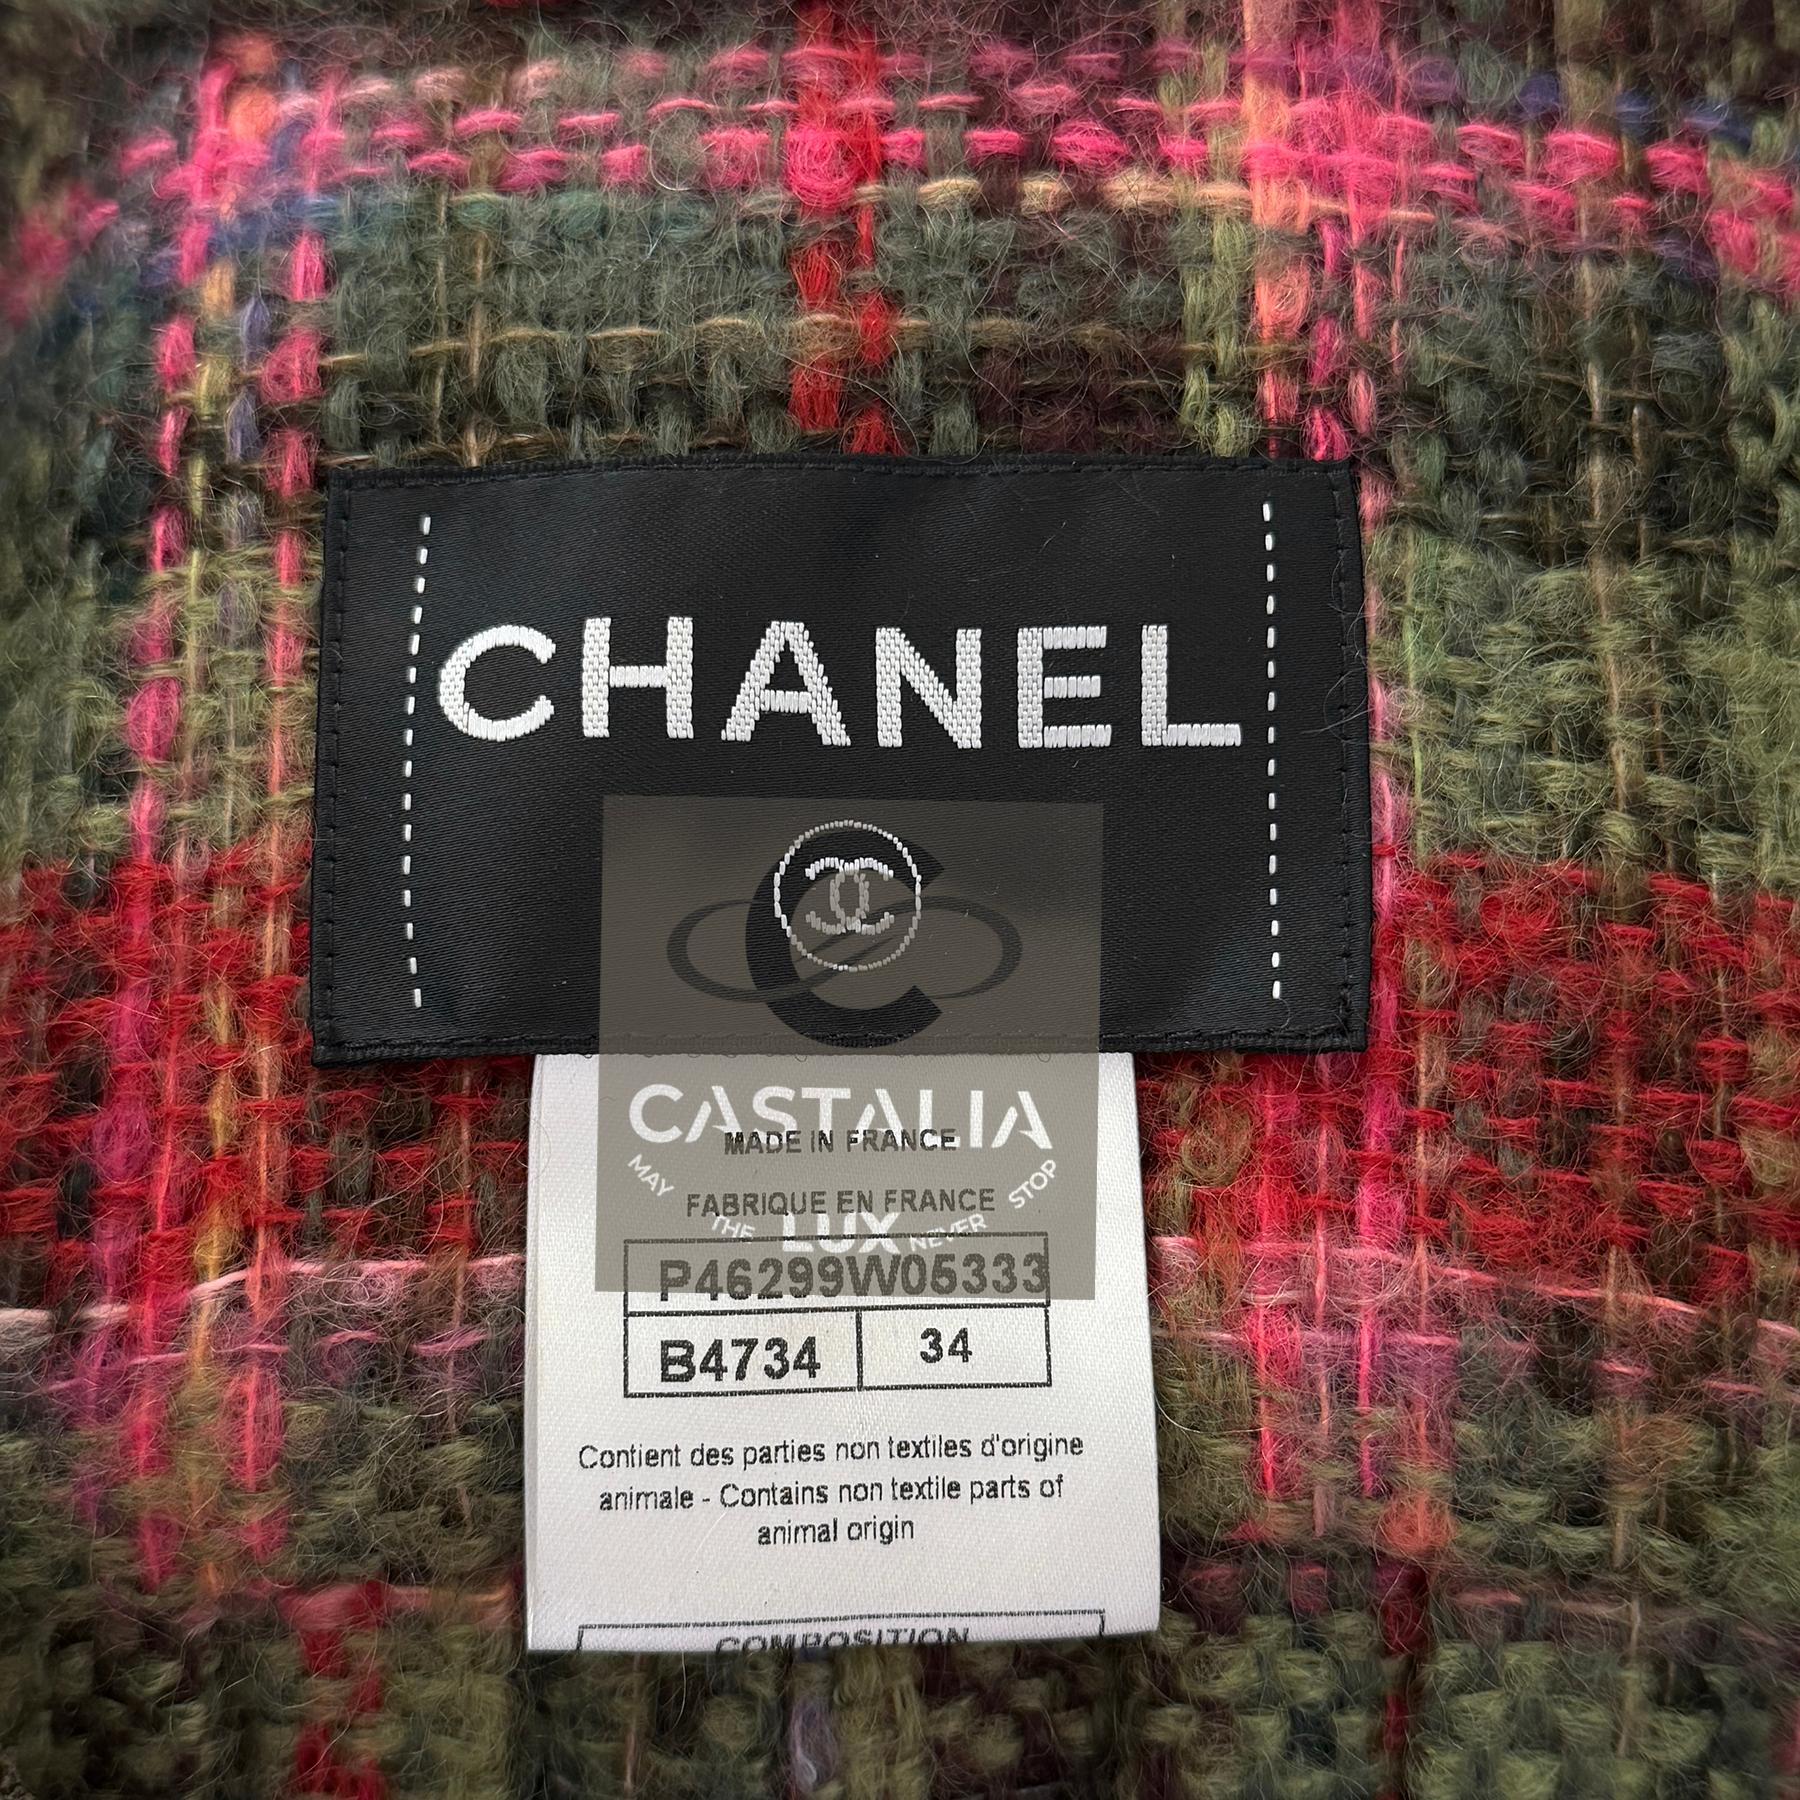 CHANEL
CASTALIA
MADE IN FRANCE
MAY THE LUX NEVER STOP
FABRIQUE EN FRANCE
P46299W05333
B4734 34
Contient des parties non textiles d'origine
animale - Contains non textile parts of
animal origin
COMPOSITION